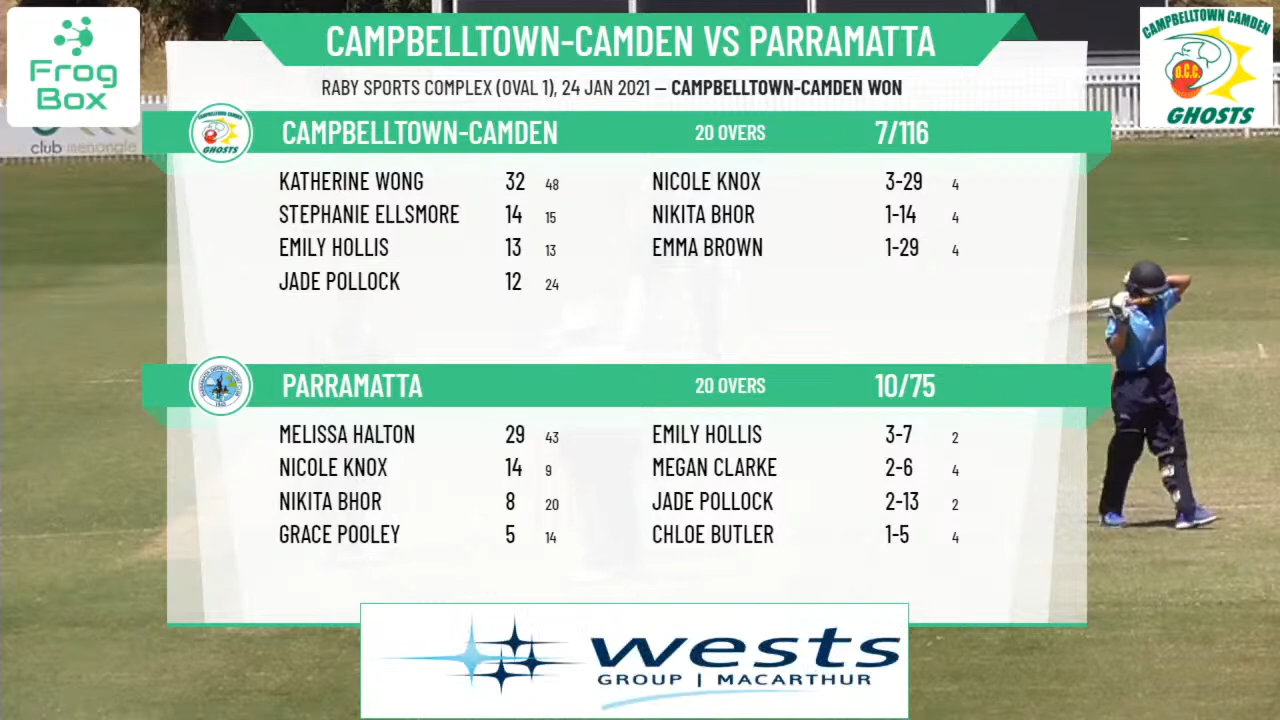 Frog
Box
club menangle
CAMPBELLTOWN-CAMDEN VS PARRAMATTA
RABY SPORTS COMPLEX (OVAL 1), 24 JAN 2021 – CAMPBELLTOWN-CAMDEN WON
CAMPBELLTOWN CAMDEN
O.C.C.
GHOSTS
GHOSTS
CAMPBELLTOWN-CAMDEN 20 OVERS 7/116
KATHERINE WONG 32 48 NICOLE KNOX 3-29 4
STEPHANIE ELLSMORE 14 15 NIKITA BHOR 1-14 4
EMILY HOLLIS 13 13 EMMA BROWN 1-29 4
JADE POLLOCK 12 24
PARRAMATTA 20 OVERS 10/75
MELISSA HALTON 29 43 EMILY HOLLIS 3-7 2
NICOLE KNOX 14 9 MEGAN CLARKE 2-6 4
NIKITA BHOR 8 20 JADE POLLOCK 2-13 2
GRACE POOLEY 5 14 CHLOE BUTLER 1-5 4
wests
GROUP | MACARTHUR